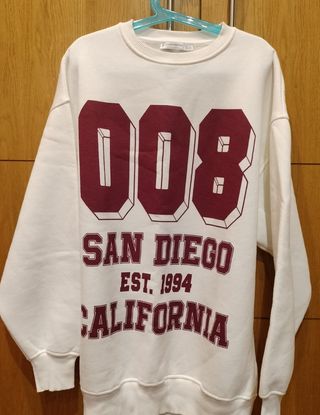 008
SAN DIEGO
EST. 1994
CALIFORNIA